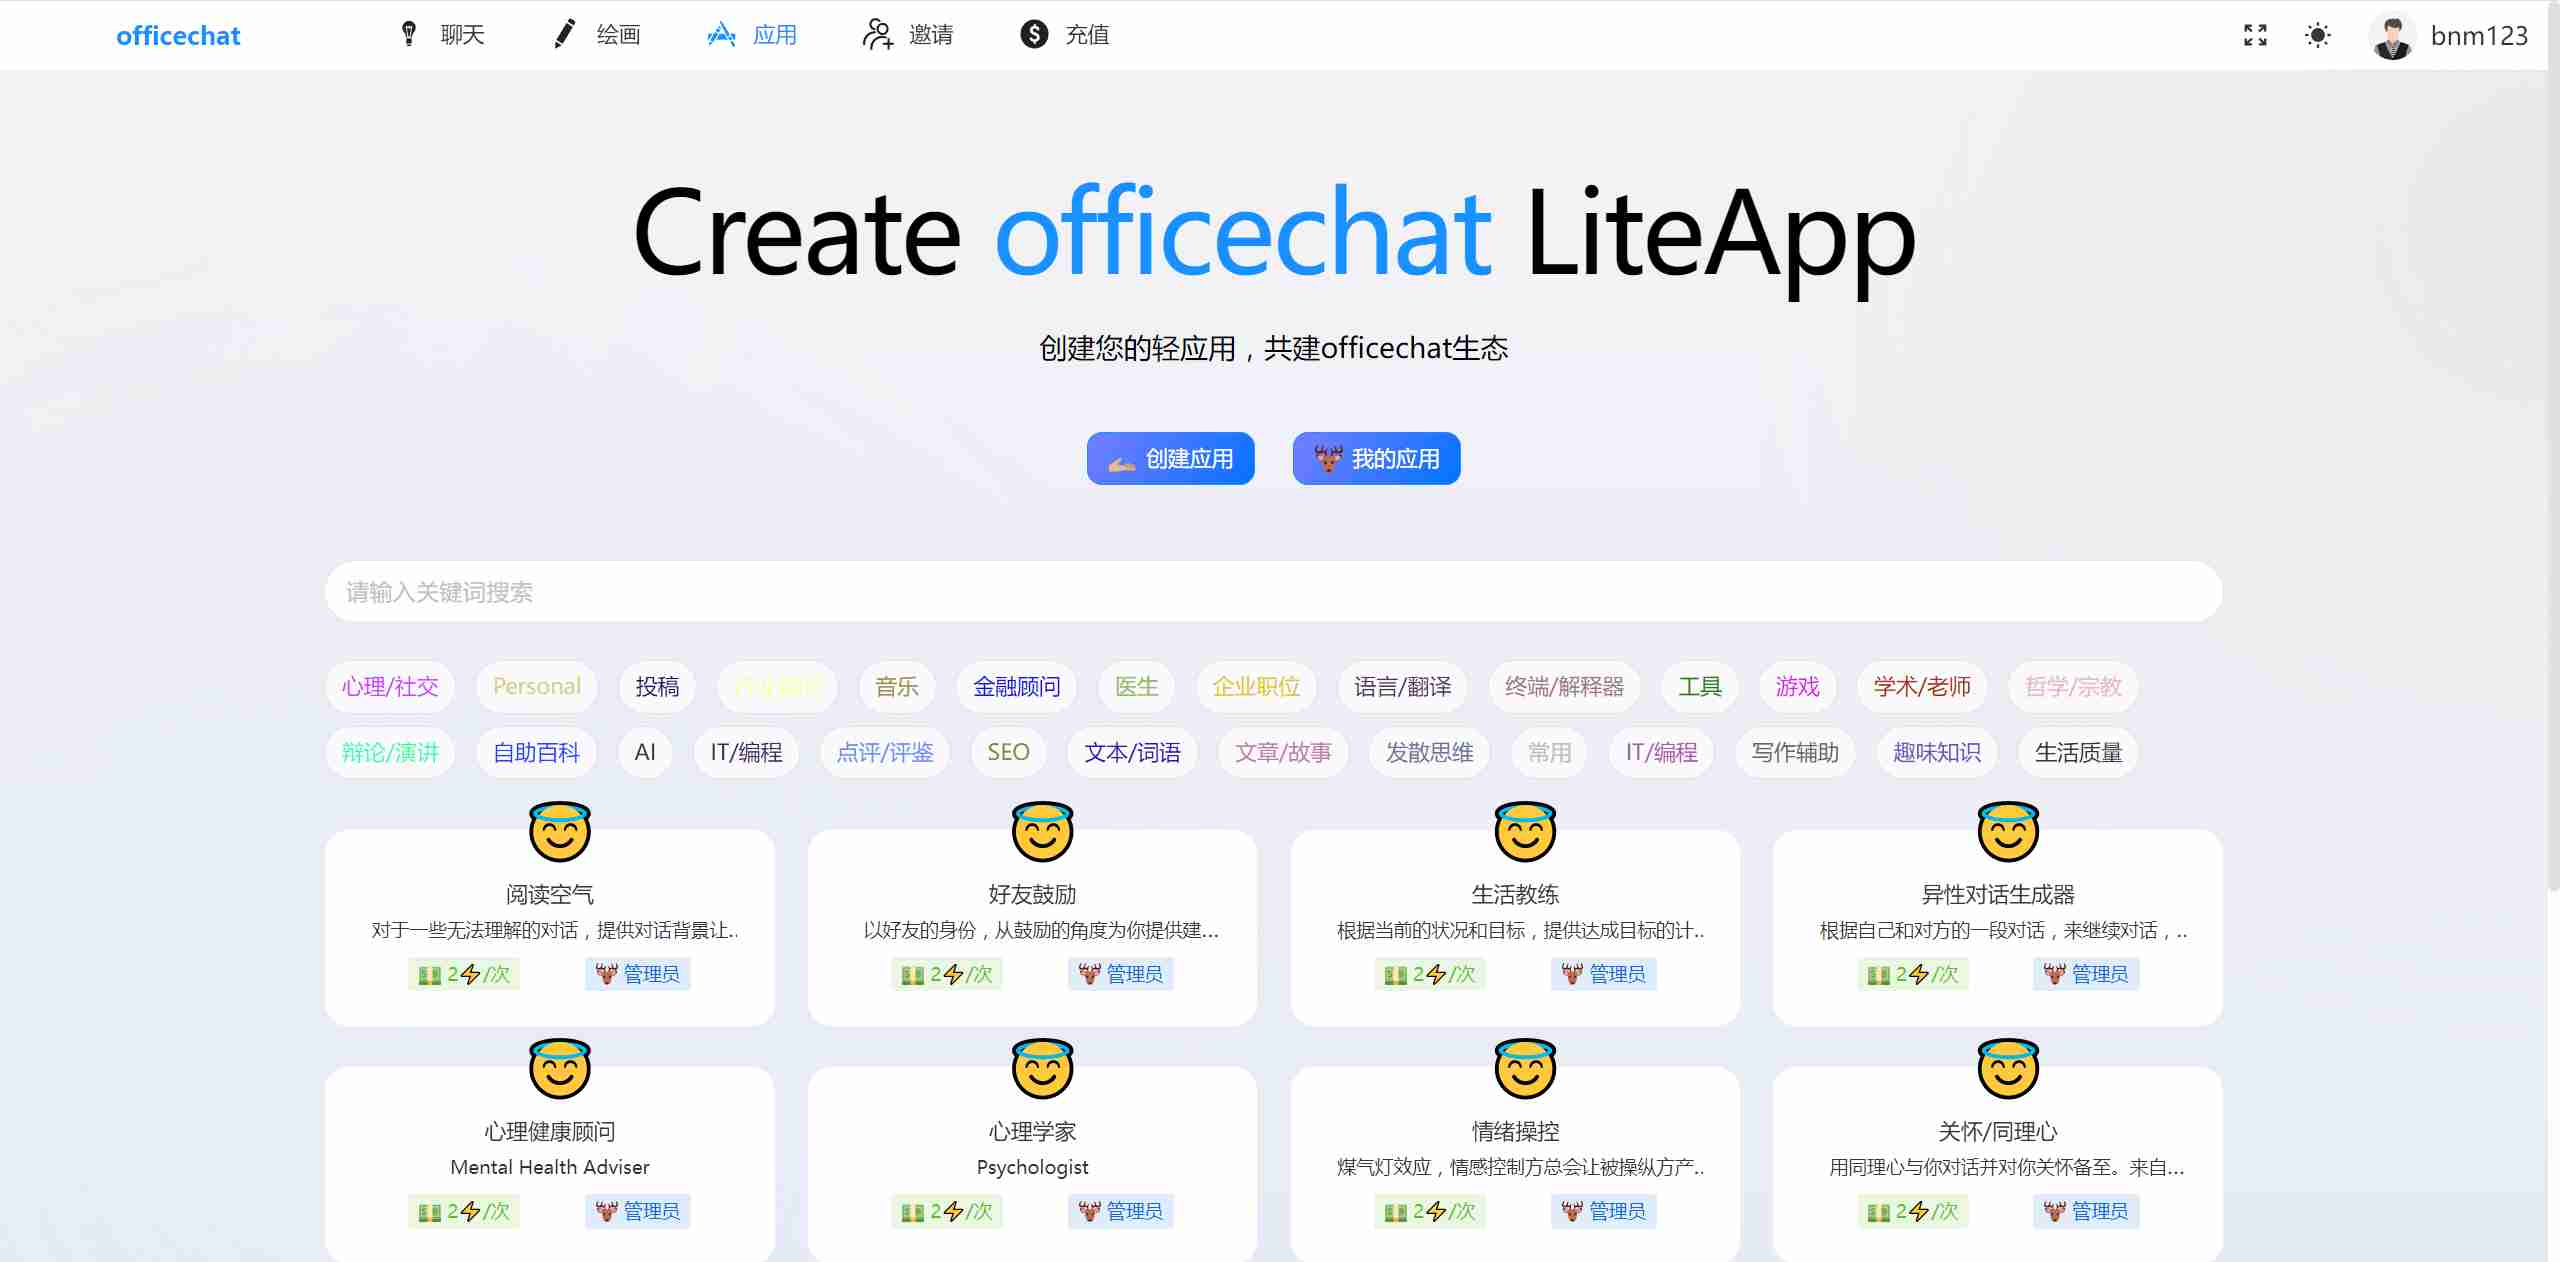 officechat 聊天 绘画 应用 邀请 充值 bnm123
Create officechat LiteApp
创建您的轻应用，共建officechat生态
创建应用 我的应用
请输入关键词搜索
心理/社交 Personal 投稿 音乐 金融顾问 医生 企业职位 语言/翻译 终端/解释器 工具 游戏 学术/老师 哲学/宗教
辩论/演讲 自助百科 AI IT/编程 点评/评鉴 SEO 文本/词语 文章/故事 发散思维 常用 IT/编程 写作辅助 趣味知识 生活质量
阅读空气 好友鼓励 生活教练 异性对话生成器
对于一些无法理解的对话，提供对话背景让.. 以好友的身份，从鼓励的角度为你提供建... 根据当前的状况和目标，提供达成目标的计.. 根据自己和对方的一段对话，来继续对话，..
2⚡/次 管理员 2⚡/次 管理员 2⚡/次 管理员 2⚡/次 管理员
心理健康顾问 心理学家 情绪操控 关怀/同理心
Mental Health Adviser Psychologist 煤气灯效应，情感控制方总会让被操纵方产.. 用同理心与你对话并对你关怀备至。来自...
2⚡/次 管理员 2⚡/次 管理员 2⚡/次 管理员 2⚡/次 管理员